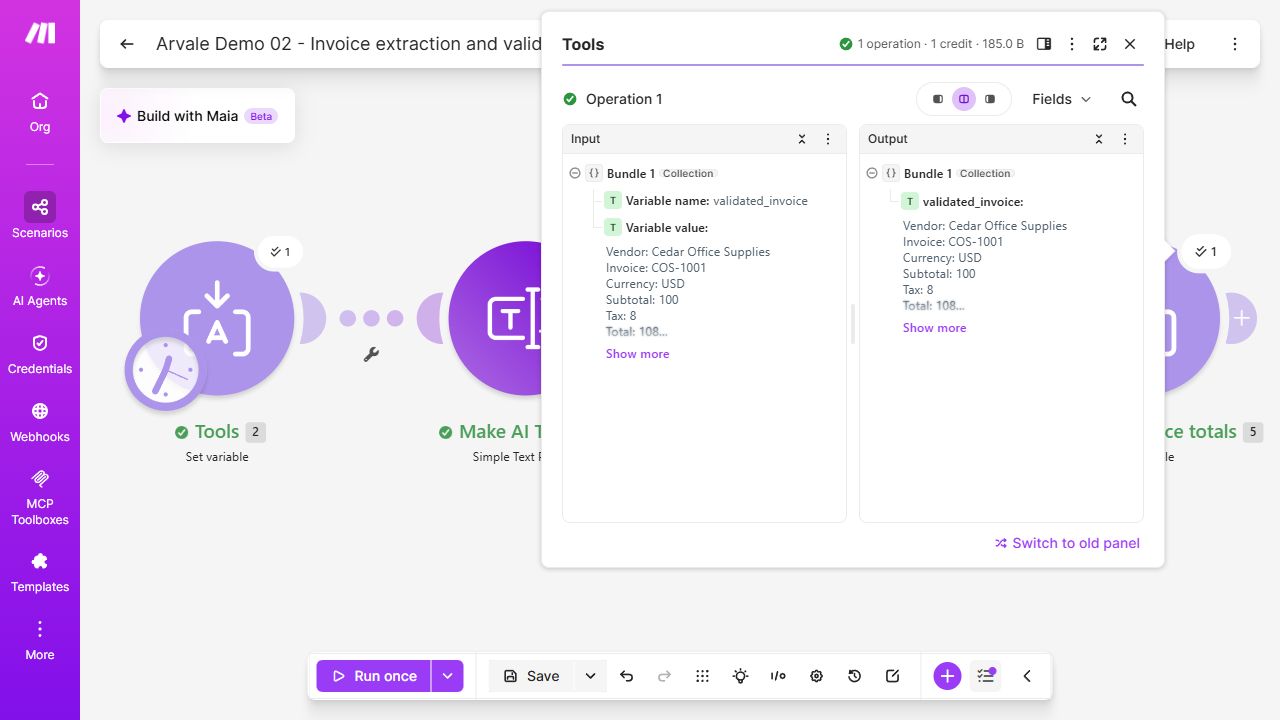 Org
Scenarios
AI Agents
Credentials
Webhooks
MCP
Toolboxes
Templates
More
Arvale Demo 02 - Invoice extraction and valid
Help
Build with Maia Beta
1
A
Tools 2
Set variable
T
Make AI T
Simple Text P
1
ce totals 5
le
Tools
1 operation · 1 credit · 185.0 B
Operation 1
Fields
Input
{} Bundle 1 Collection
T Variable name: validated_invoice
T Variable value:
Vendor: Cedar Office Supplies
Invoice: COS-1001
Currency: USD
Subtotal: 100
Tax: 8
Total: 108...
Show more
Output
{} Bundle 1 Collection
T validated_invoice:
Vendor: Cedar Office Supplies
Invoice: COS-1001
Currency: USD
Subtotal: 100
Tax: 8
Total: 108...
Show more
Switch to old panel
Run once
Save